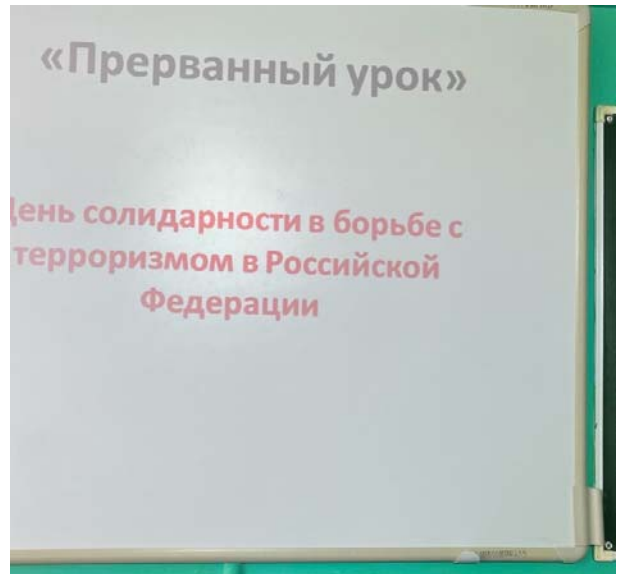 «Прерванный урок»
День солидарности в борьбе с
терроризмом в Российской
Федерации